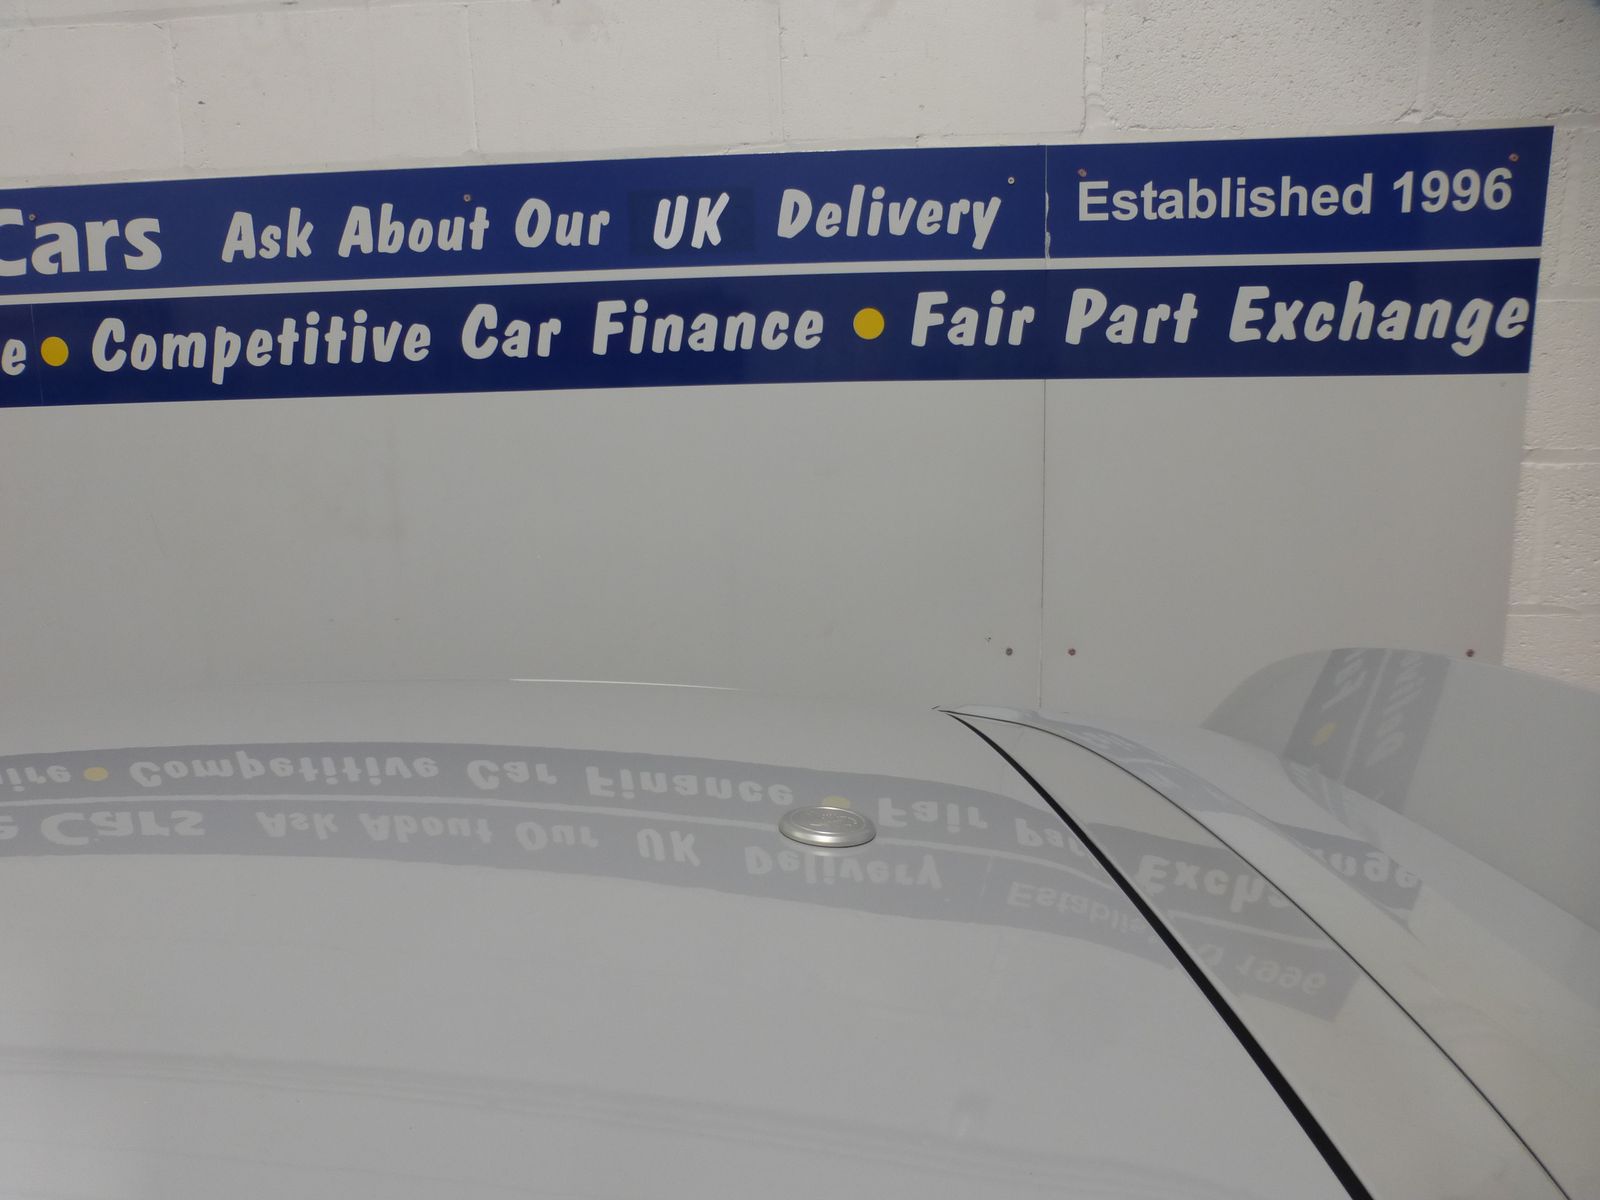 Cars Ask About Our UK Delivery Established 1996
e • Competitive Car Finance • Fair Part Exchange